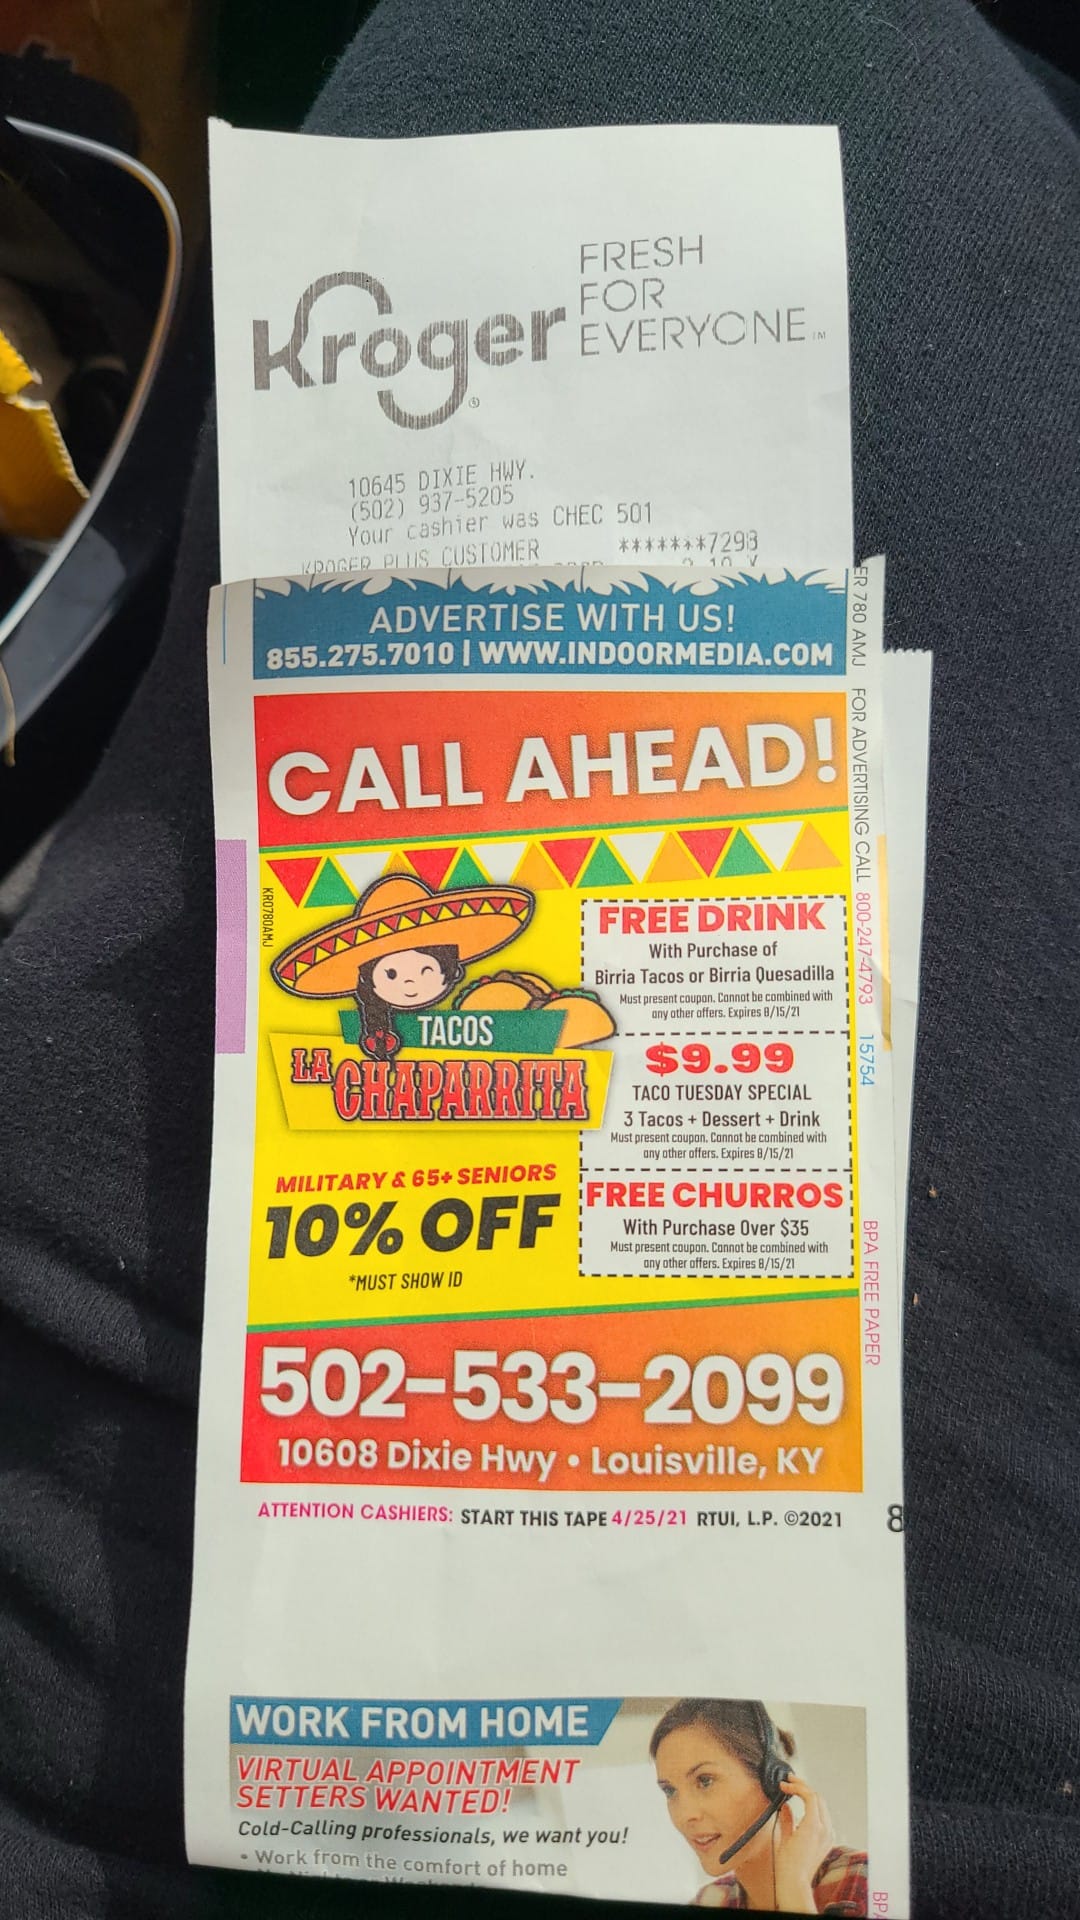 Kroger
FRESH
FOR
EVERYONE™
10645 DIXIE HWY.
(502) 937-5205
Your cashier was CHEC 501
KROGER PLUS CUSTOMER *******7298
ADVERTISE WITH US!
855.275.7010 | WWW.INDOORMEDIA.COM
CALL AHEAD!
KRO780AMJ
TACOS
LA CHAPARRITA
MILITARY & 65+ SENIORS
10% OFF
*MUST SHOW ID
FREE DRINK
With Purchase of
Birria Tacos or Birria Quesadilla
Must present coupon. Cannot be combined with
any other offers. Expires 8/15/21
$9.99
TACO TUESDAY SPECIAL
3 Tacos + Dessert + Drink
Must present coupon. Cannot be combined with
any other offers. Expires 8/15/21
FREE CHURROS
With Purchase Over $35
Must present coupon. Cannot be combined with
any other offers. Expires 8/15/21
502-533-2099
10608 Dixie Hwy • Louisville, KY
ER 780 AMJ FOR ADVERTISING CALL 800-247-4793 15754
BPA FREE PAPER
ATTENTION CASHIERS: START THIS TAPE 4/25/21 RTUI, L.P. ©2021
8
WORK FROM HOME
VIRTUAL APPOINTMENT
SETTERS WANTED!
Cold-Calling professionals, we want you!
• Work from the comfort of home
BPA